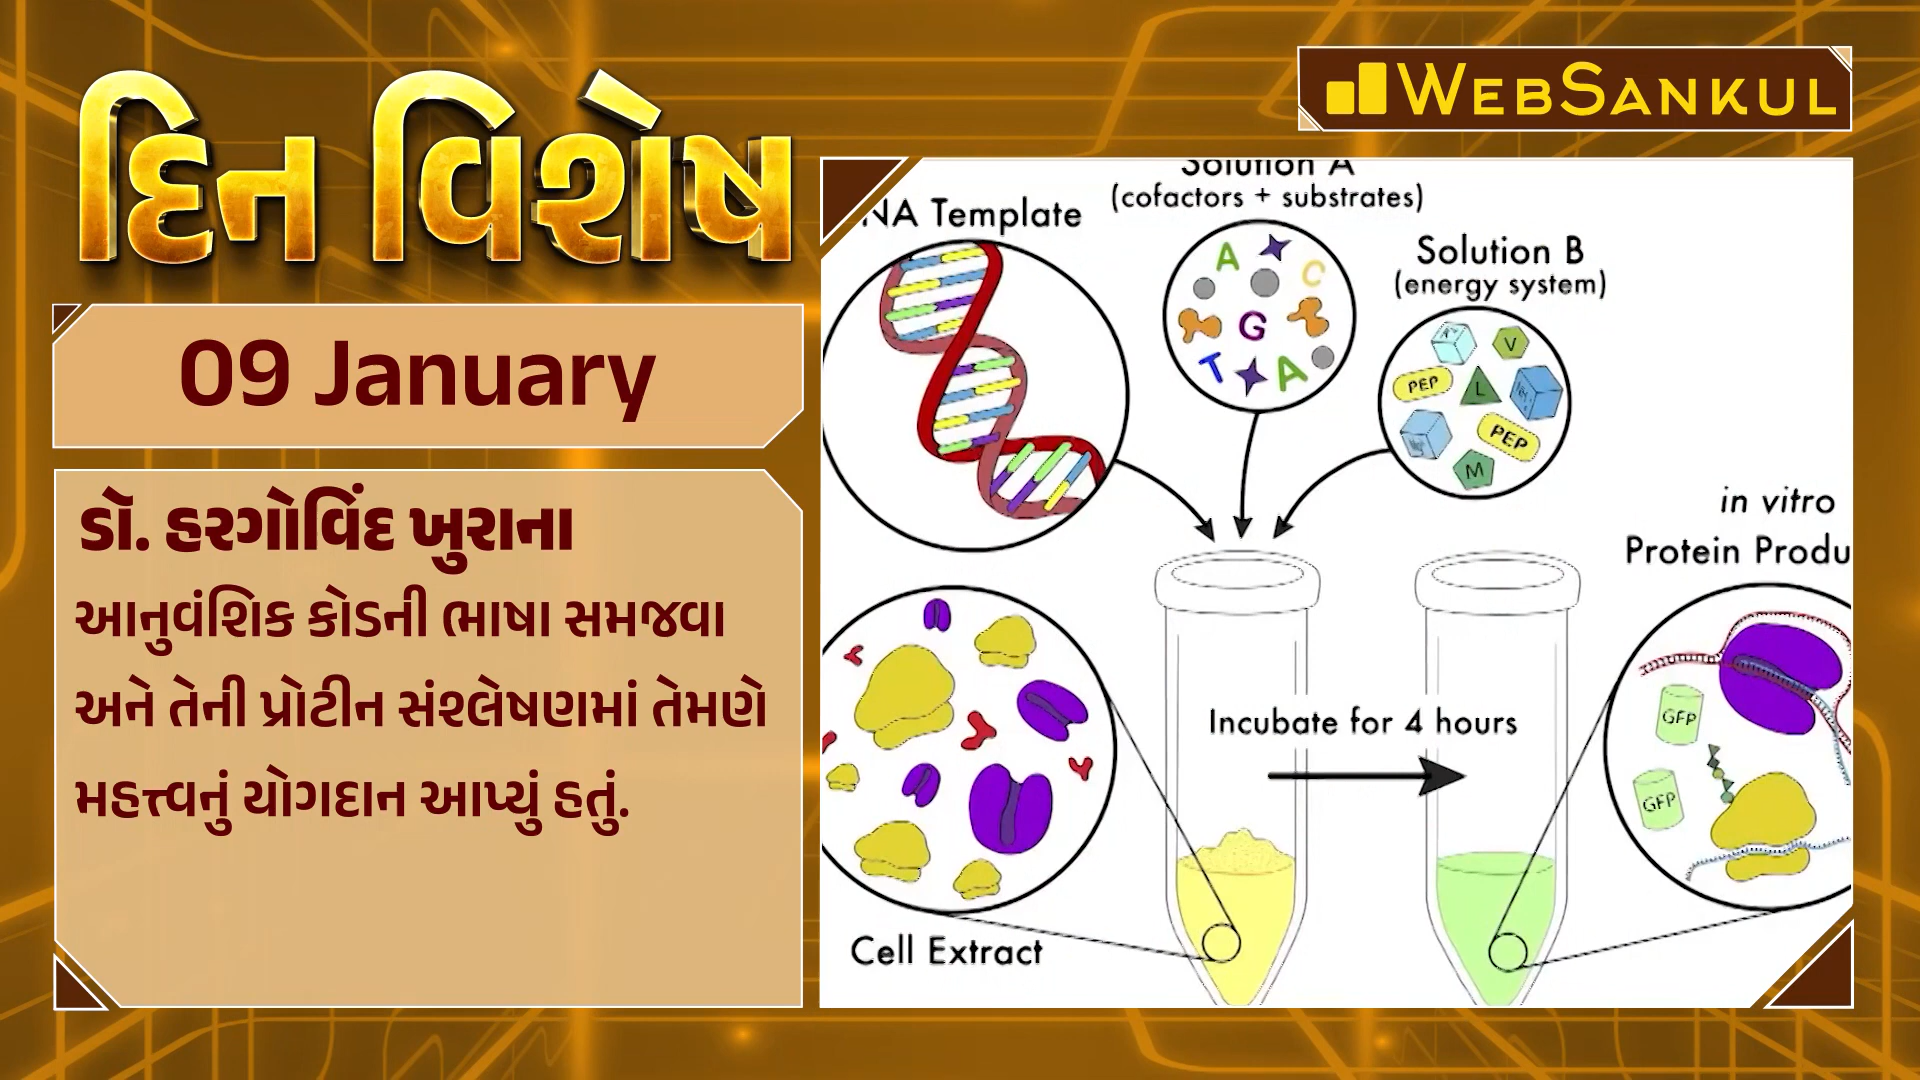 દિન વિશેષ
WEBSANKUL
09 January
ડૉ. હરગોવિંદ ખુરાના
આનુવંશિક કોડની ભાષા સમજવા
અને તેની પ્રોટીન સંશ્લેષણમાં તેમણે
મહત્ત્વનું યોગદાન આપ્યું હતું.
Solution A
(cofactors + substrates)
NA Template
Solution B
(energy system)
A
C
G
T
A
V
PEP
L
PEP
M
in vitro
Protein Produ
Incubate for 4 hours
GFP
GFP
Cell Extract